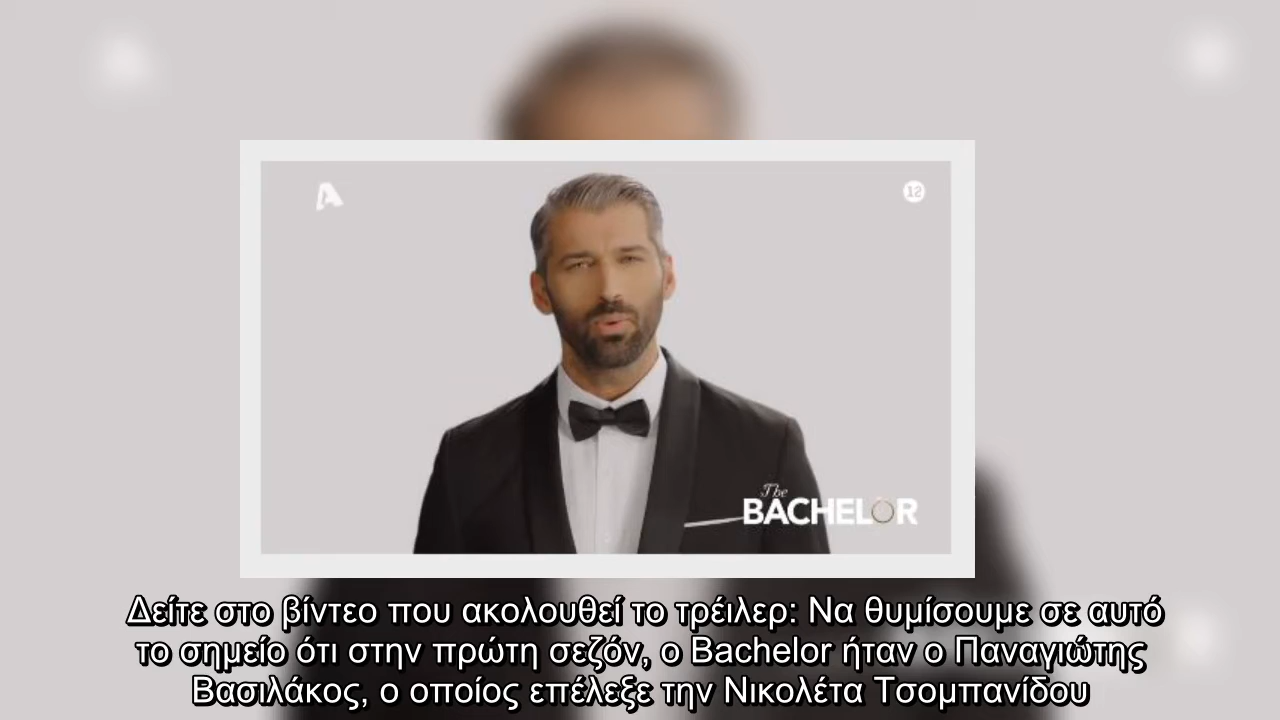 12
The
BACHELOR
Δείτε στο βίντεο που ακολουθεί το τρέιλερ: Να θυμίσουμε σε αυτό
το σημείο ότι στην πρώτη σεζόν, ο Bachelor ήταν ο Παναγιώτης
Βασιλάκος, ο οποίος επέλεξε την Νικολέτα Τσομπανίδου